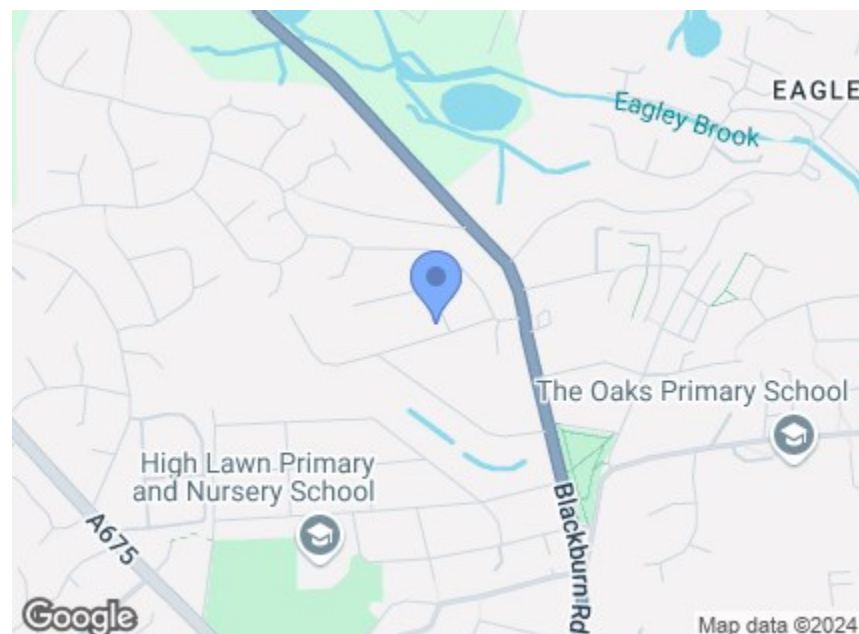 EAGLE
Eagley Brook
The Oaks Primary School
High Lawn Primary
and Nursery School
A675
Blackburn Rd
Google
Map data ©2024